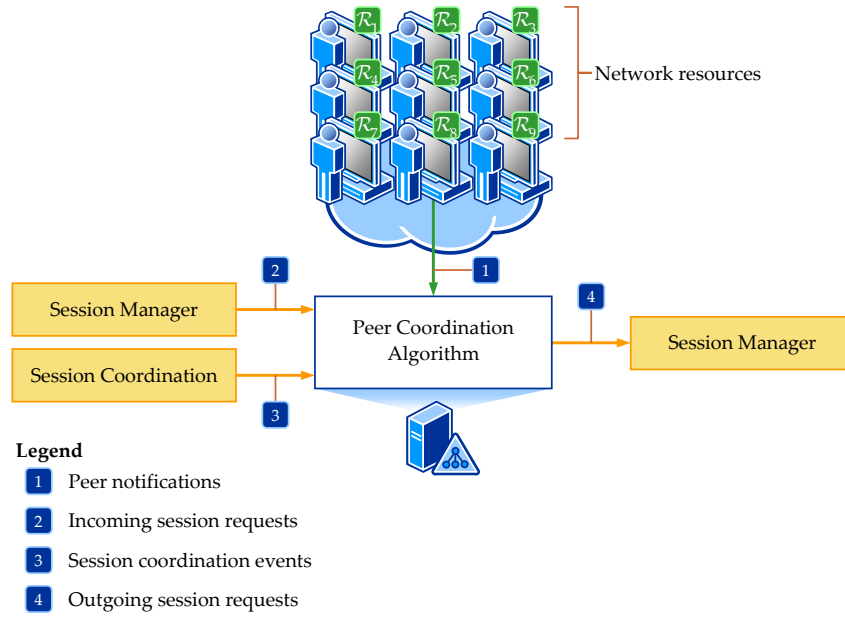 R1 R2 R3
R4 R5 R6
R7 R8 R9
Network resources
1
2
4
Session Manager
Peer Coordination
Algorithm
Session Manager
Session Coordination
3
Legend
1 Peer notifications
2 Incoming session requests
3 Session coordination events
4 Outgoing session requests